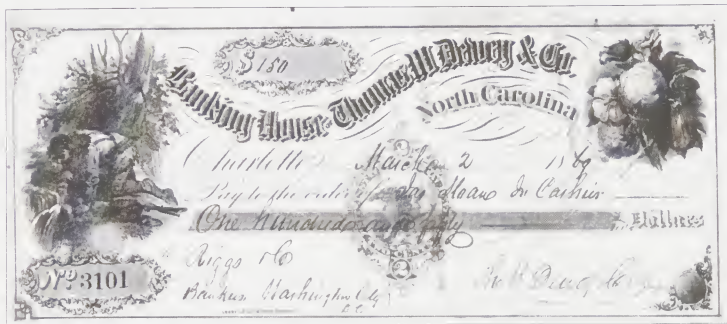 $ 150
Banking House Thomas W. Dewey & Co.
North Carolina
Charlotte March 2 1869
Pay to the order Sloane Cashier
One hundred and fifty Dollars
Riggs & Co
No 3101
Bankers Washington City
D.C.